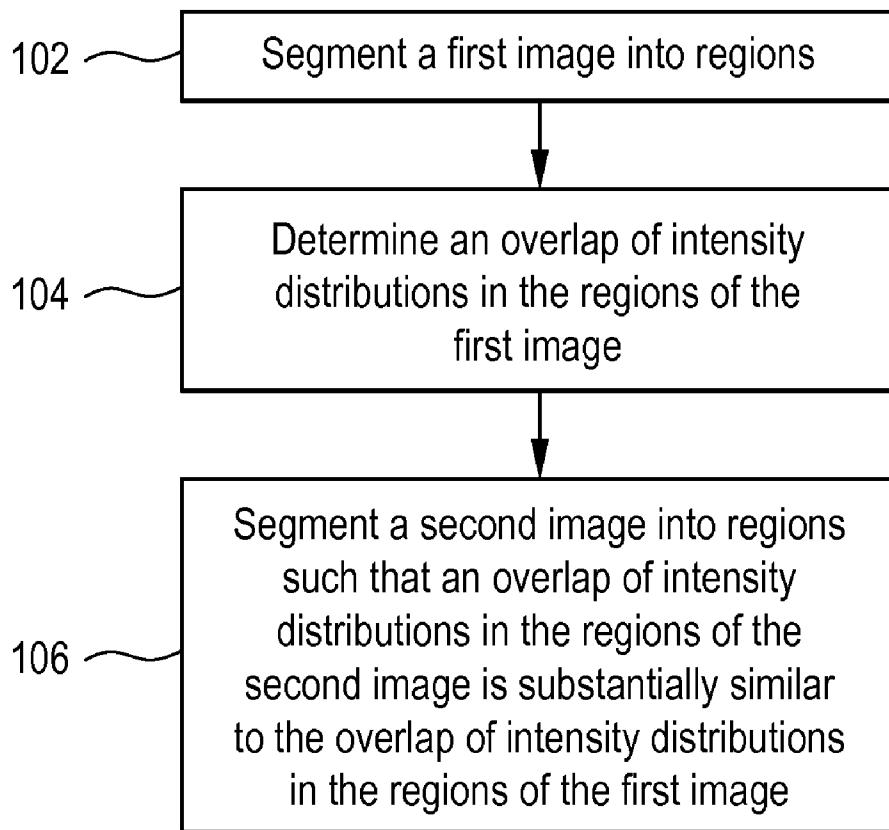 102
Segment a first image into regions
104
Determine an overlap of intensity
distributions in the regions of the
first image
106
Segment a second image into regions
such that an overlap of intensity
distributions in the regions of the
second image is substantially similar
to the overlap of intensity distributions
in the regions of the first image